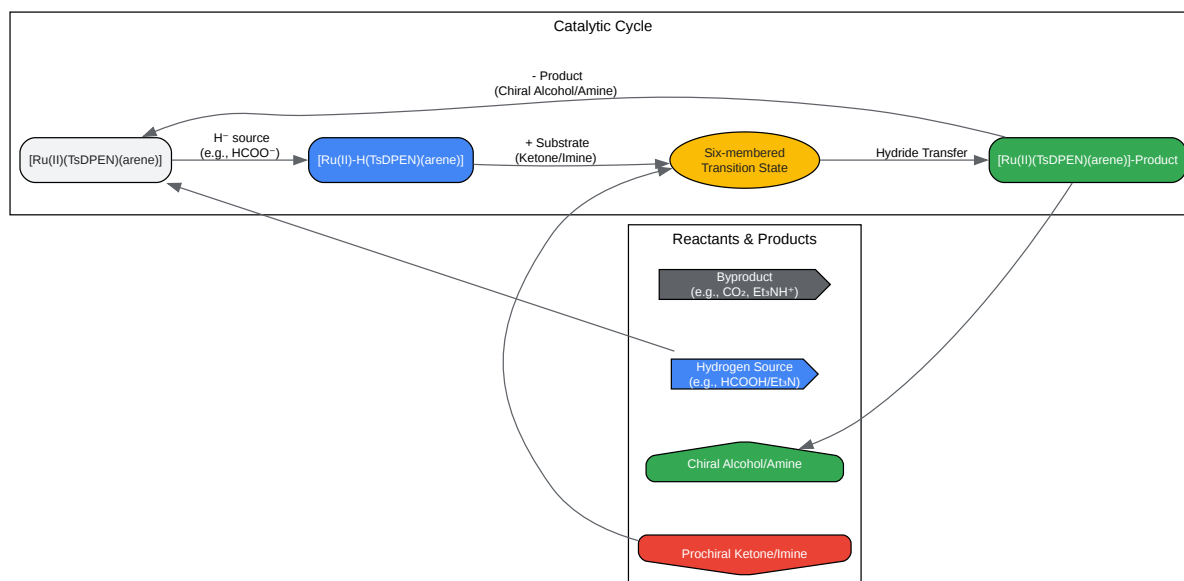 Catalytic Cycle
- Product
(Chiral Alcohol/Amine)
H⁻ source
(e.g., HCOO⁻)
+ Substrate
(Ketone/Imine)
Hydride Transfer
[Ru(II)(TsDPEN)(arene)]
[Ru(II)-H(TsDPEN)(arene)]
Six-membered
Transition State
[Ru(II)(TsDPEN)(arene)]-Product
Reactants & Products
Byproduct
(e.g., CO₂, Et₃NH⁺)
Hydrogen Source
(e.g., HCOOH/Et₃N)
Chiral Alcohol/Amine
Prochiral Ketone/Imine